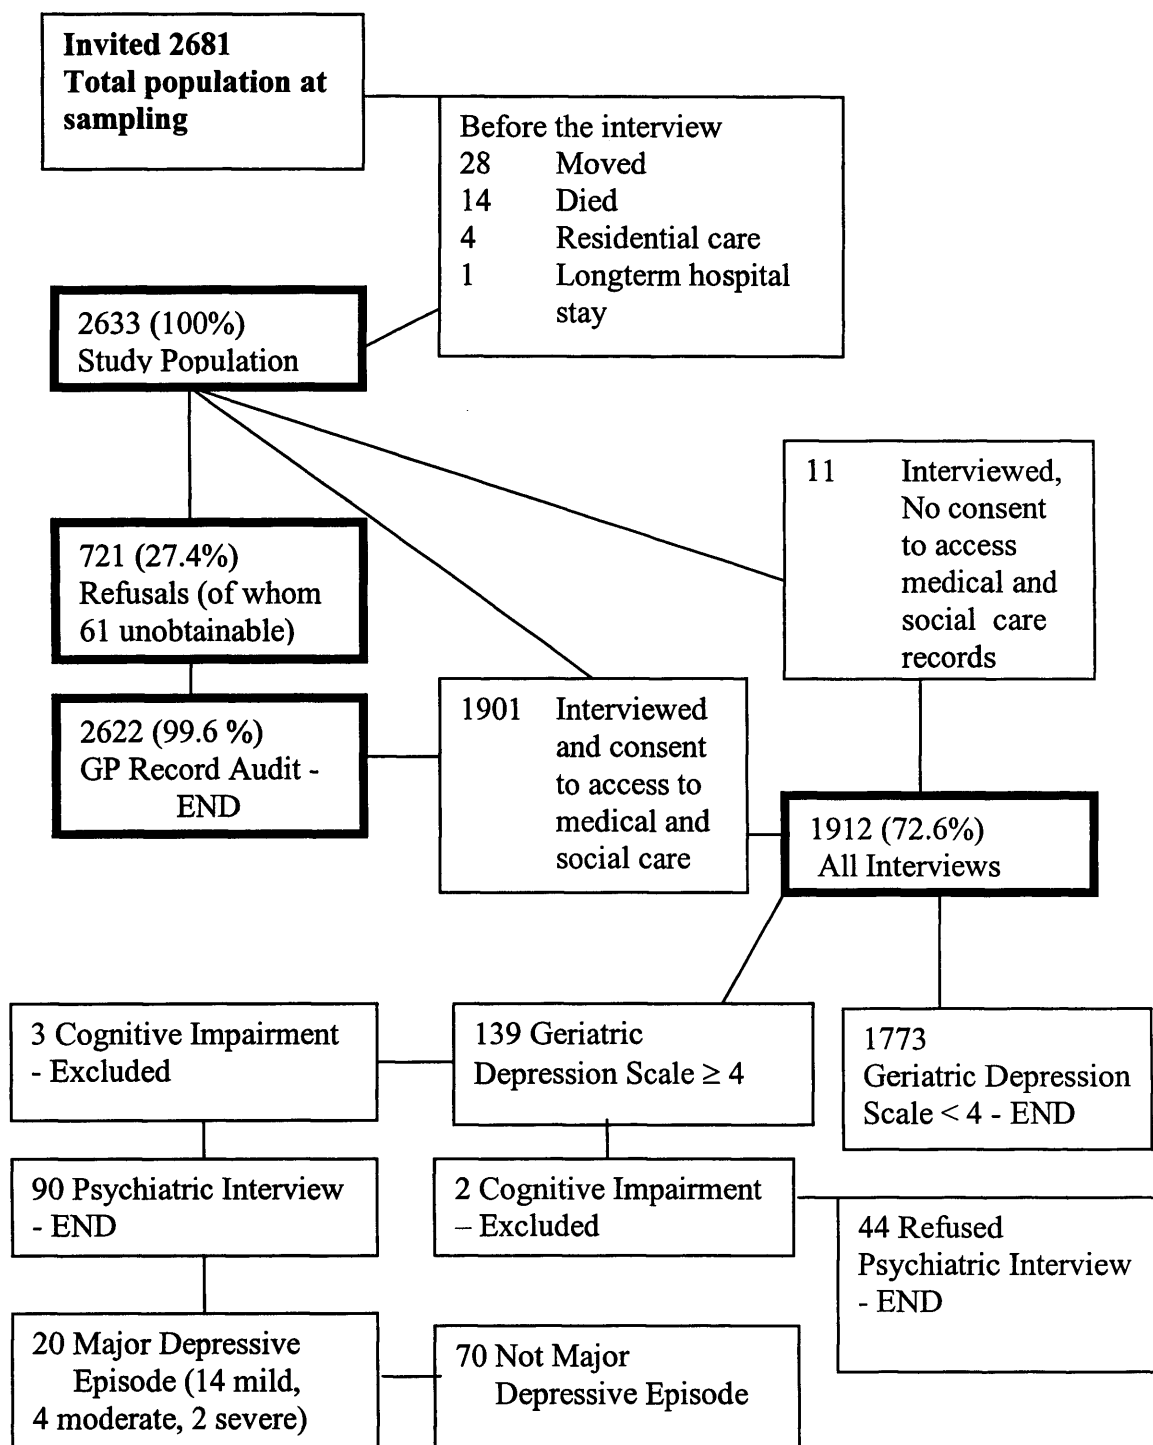 Invited 2681
Total population at
sampling
Before the interview
28 Moved
14 Died
4 Residential care
1 Longterm hospital
stay
2633 (100%)
Study Population
11 Interviewed,
No consent
to access
medical and
social care
records
721 (27.4%)
Refusals (of whom
61 unobtainable)
2622 (99.6 %)
GP Record Audit -
END
1901 Interviewed
and consent
to access to
medical and
social care
1912 (72.6%)
All Interviews
3 Cognitive Impairment
- Excluded
139 Geriatric
Depression Scale ≥ 4
1773
Geriatric Depression
Scale < 4 - END
90 Psychiatric Interview
- END
2 Cognitive Impairment
– Excluded
44 Refused
Psychiatric Interview
- END
20 Major Depressive
Episode (14 mild,
4 moderate, 2 severe)
70 Not Major
Depressive Episode